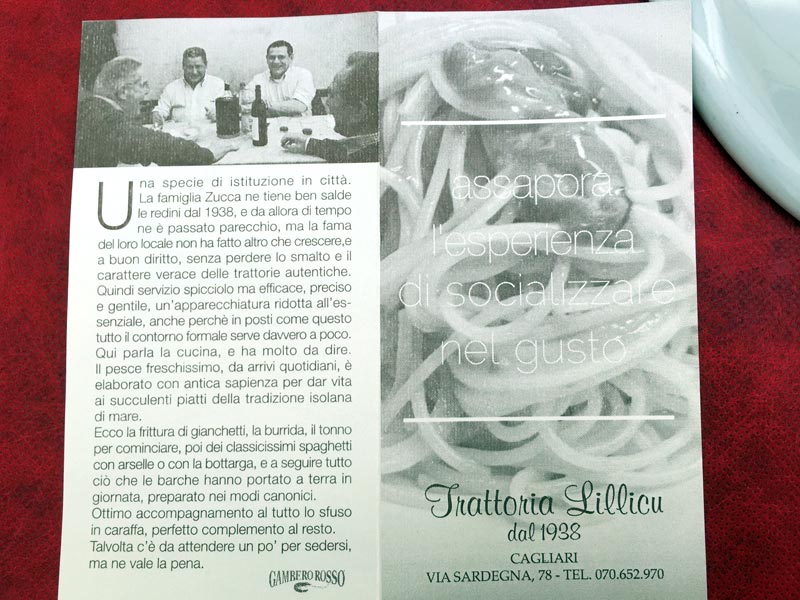 Una specie di istituzione in città.
La famiglia Zucca ne tiene ben salde
le redini dal 1938, e da allora di tempo
ne è passato parecchio, ma la fama
del loro locale non ha fatto altro che crescere,e
a buon diritto, senza perdere lo smalto e il
carattere verace delle trattorie autentiche.
Quindi servizio spicciolo ma efficace, preciso
e gentile, un'apparecchiatura ridotta all'es-
senziale, anche perchè in posti come questo
tutto il contorno formale serve davvero a poco.
Qui parla la cucina, e ha molto da dire.
Il pesce freschissimo, da arrivi quotidiani, è
elaborato con antica sapienza per dar vita
ai succulenti piatti della tradizione isolana
di mare.
Ecco la frittura di gianchetti, la burrida, il tonno
per cominciare, poi dei classicissimi spaghetti
con arselle o con la bottarga, e a seguire tutto
ciò che le barche hanno portato a terra in
giornata, preparato nei modi canonici.
Ottimo accompagnamento al tutto lo sfuso
in caraffa, perfetto complemento al resto.
Talvolta c'è da attendere un po' per sedersi,
ma ne vale la pena.
GAMBERO ROSSO
assapora
l'esperienza
di socializzare
nel gusto
Trattoria Lillicu
dal 1938
CAGLIARI
VIA SARDEGNA, 78 - TEL. 070.652.970